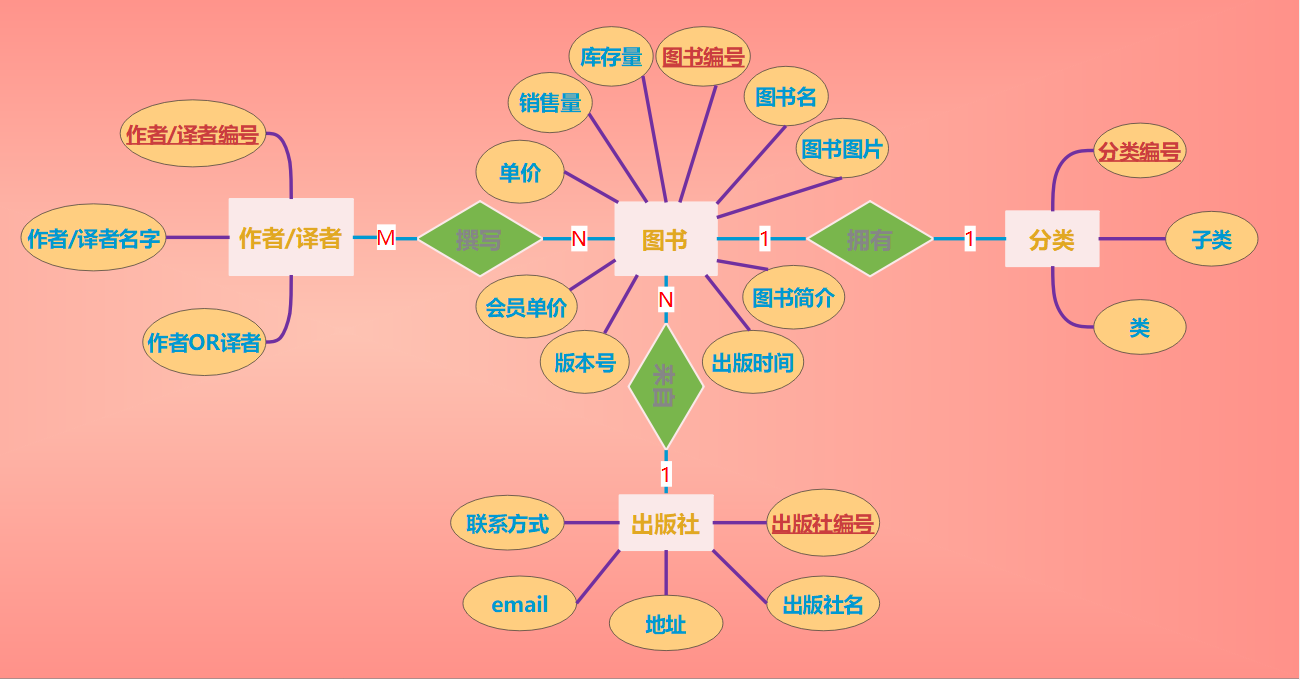 库存量
图书编号
销售量
图书名
作者/译者编号
图书图片
分类编号
单价
作者/译者名字
作者/译者
M
撰写
N
图书
1
拥有
1
分类
子类
会员单价
N
图书简介
类
作者OR译者
版本号
来自
出版时间
1
联系方式
出版社
出版社编号
email
地址
出版社名